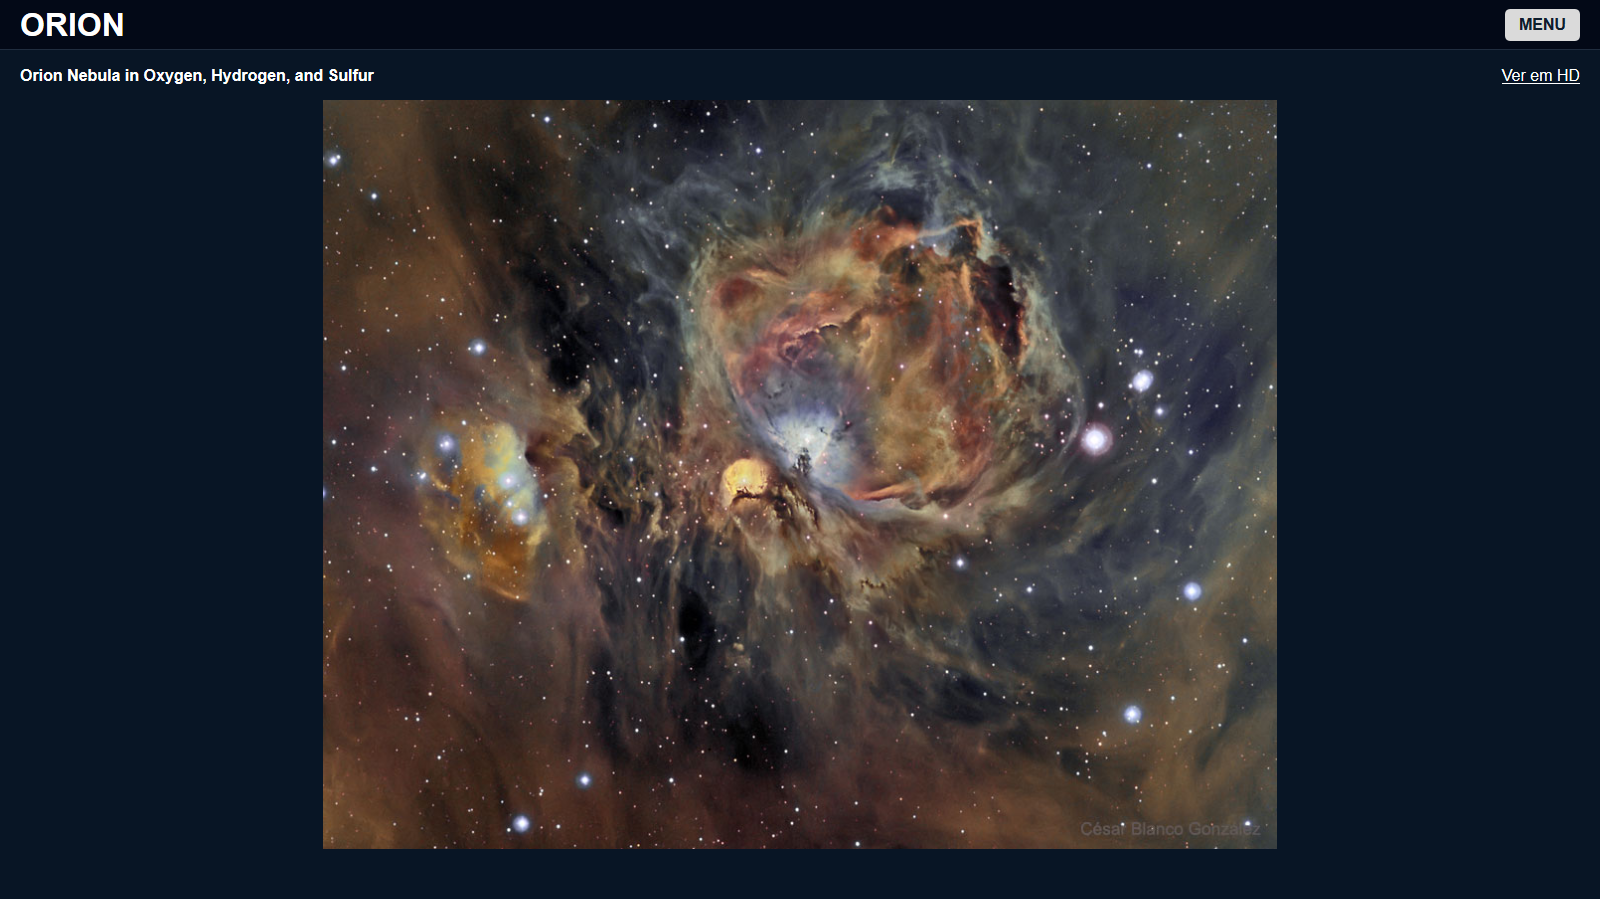 ORION
MENU
Orion Nebula in Oxygen, Hydrogen, and Sulfur
Ver em HD
César Blanco González